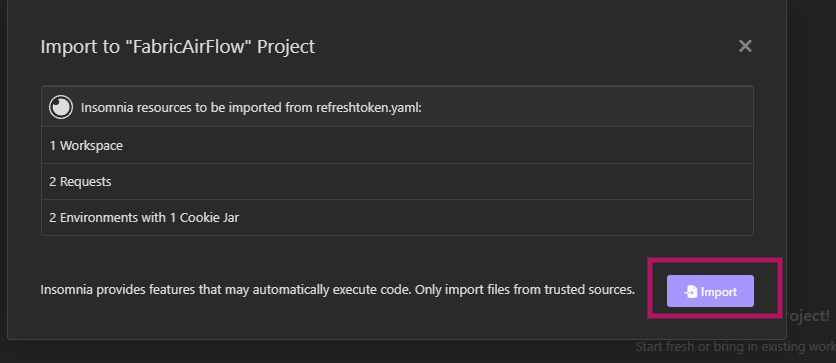 Import to "FabricAirFlow" Project
Insomnia resources to be imported from refreshtoken.yaml:
1 Workspace
2 Requests
2 Environments with 1 Cookie Jar
Insomnia provides features that may automatically execute code. Only import files from trusted sources.
Import
roject!
Start fresh or bring in existing work